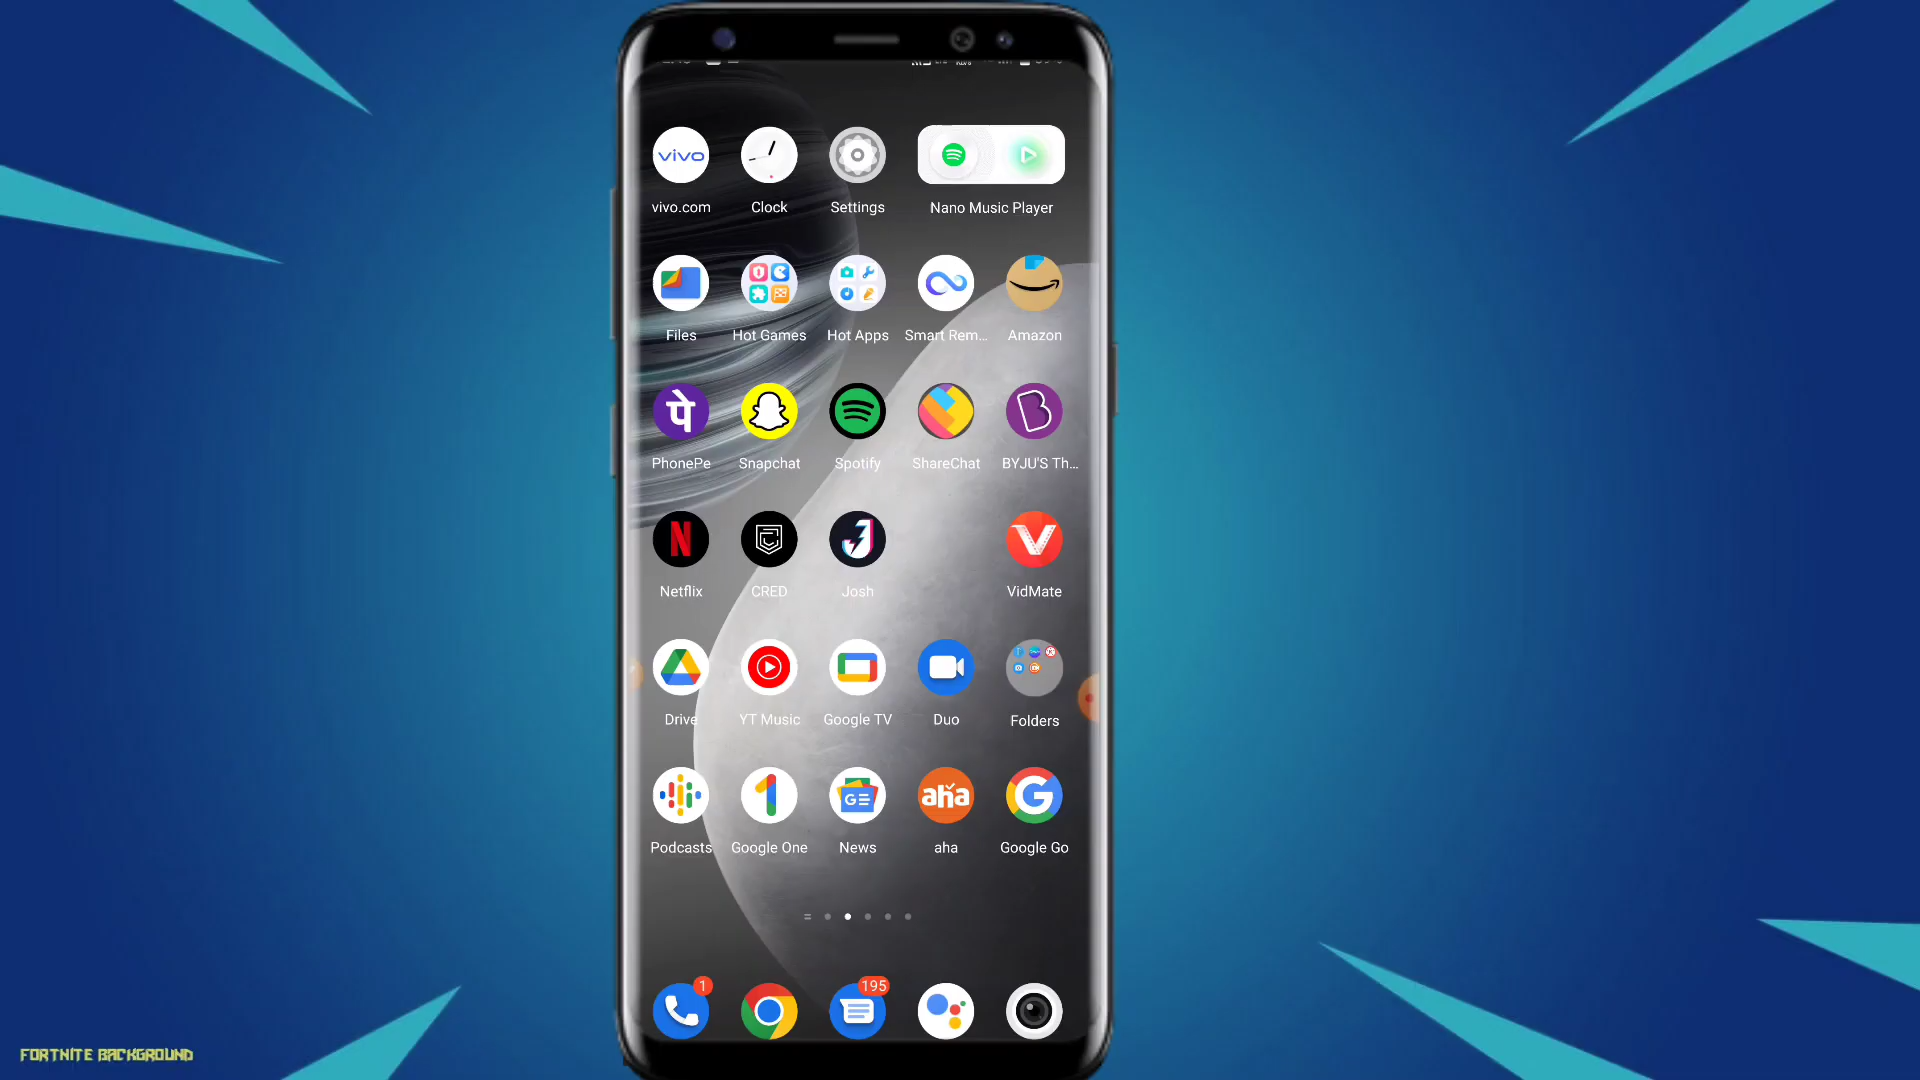 vivo
vivo.com
Clock
Settings
Nano Music Player
Files
Hot Games
Hot Apps
Smart Rem...
Amazon
पे
PhonePe
Snapchat
Spotify
ShareChat
BYJU'S Th...
Netflix
CRED
Josh
VidMate
Drive
YT Music
Google TV
Duo
Folders
GE
aha
Podcasts
Google One
News
aha
Google Go
1
195
FORTNITE BACKGROUND